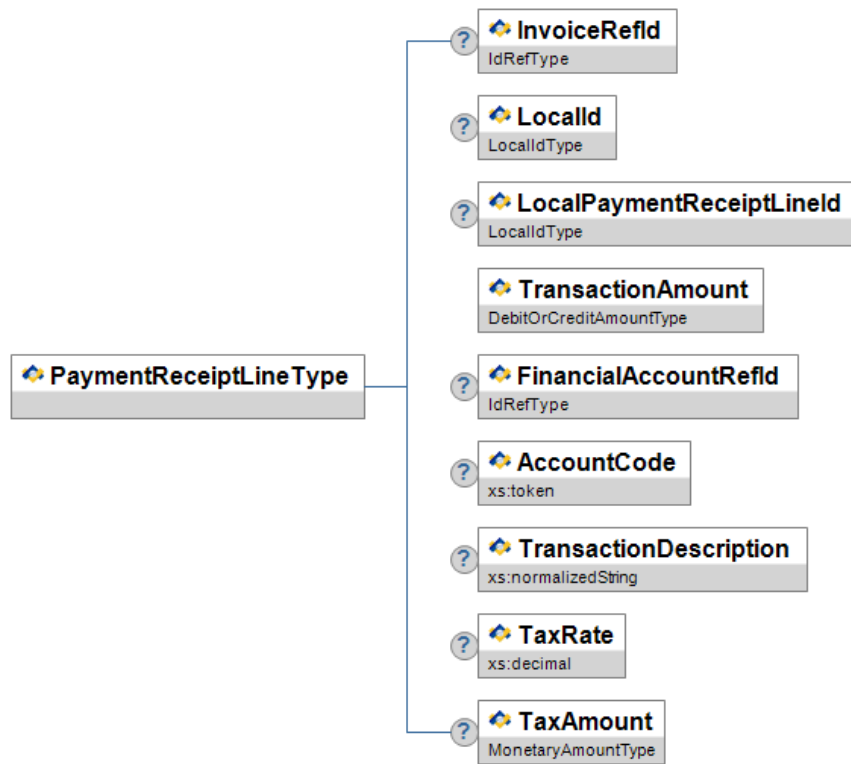 ?
InvoiceRefId
IdRefType
?
LocalId
LocalIdType
?
LocalPaymentReceiptLineId
LocalIdType
TransactionAmount
DebitOrCreditAmountType
PaymentReceiptLineType
?
FinancialAccountRefId
IdRefType
?
AccountCode
xs:token
?
TransactionDescription
xs:normalizedString
?
TaxRate
xs:decimal
?
TaxAmount
MonetaryAmountType